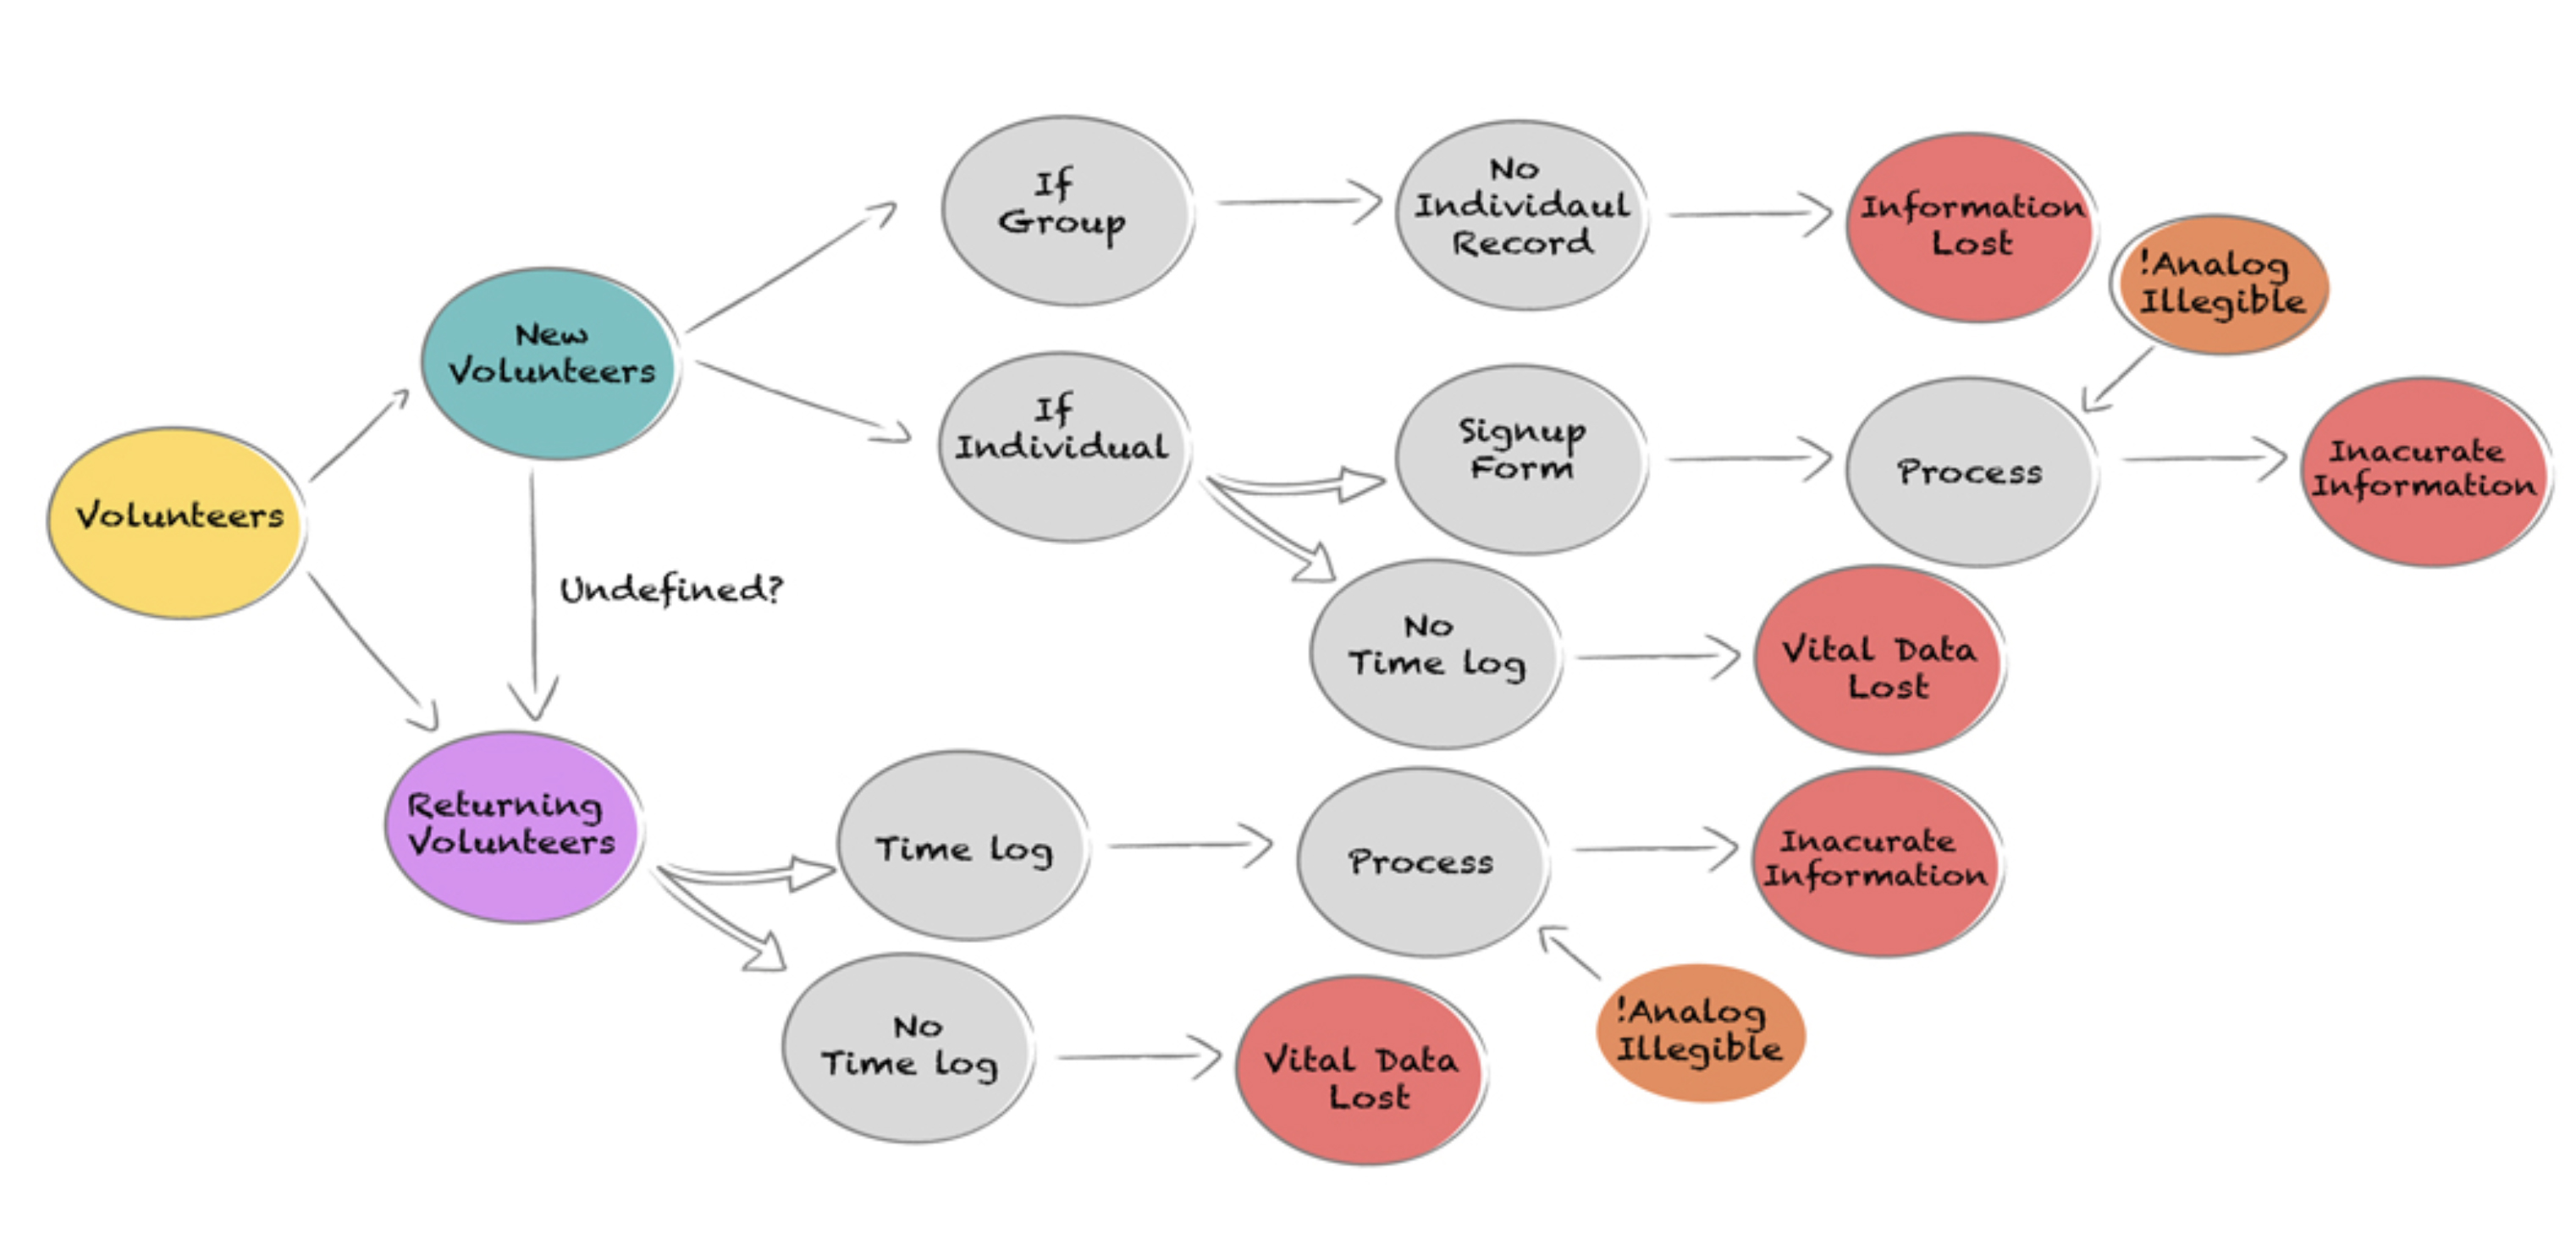 If
Group
No
Individaul
Record
Information
Lost
!Analog
Illegible
New
Volunteers
If
Individual
Signup
Form
Process
Inacurate
Information
Volunteers
Undefined?
No
Time log
Vital Data
Lost
Returning
Volunteers
Time log
Process
Inacurate
Information
No
Time log
Vital Data
Lost
!Analog
Illegible